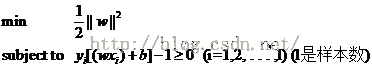 min ½||w||²
subject to yᵢ[(wxᵢ)+b]-1≥0 (i=1,2,...,l) (l是样本数)
http://blog.csdn.net/